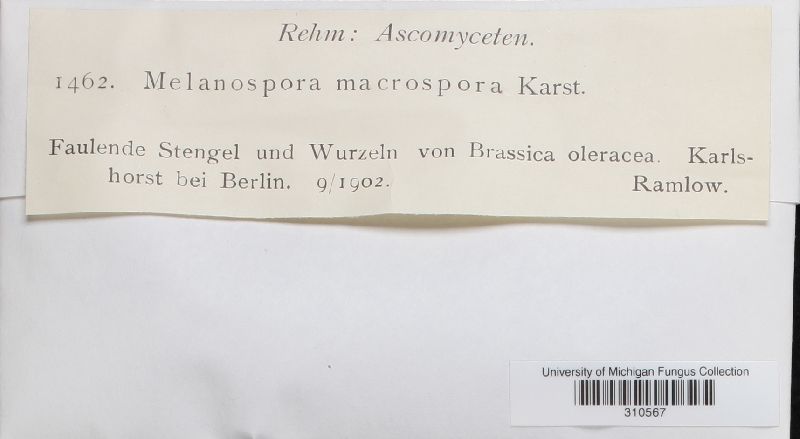 Rehm: Ascomyceten.
1462. Melanospora macrospora Karst.
Faulende Stengel und Wurzeln von Brassica oleracea. Karls-
horst bei Berlin. 9/1902. Ramlow.
University of Michigan Fungus Collection
310567